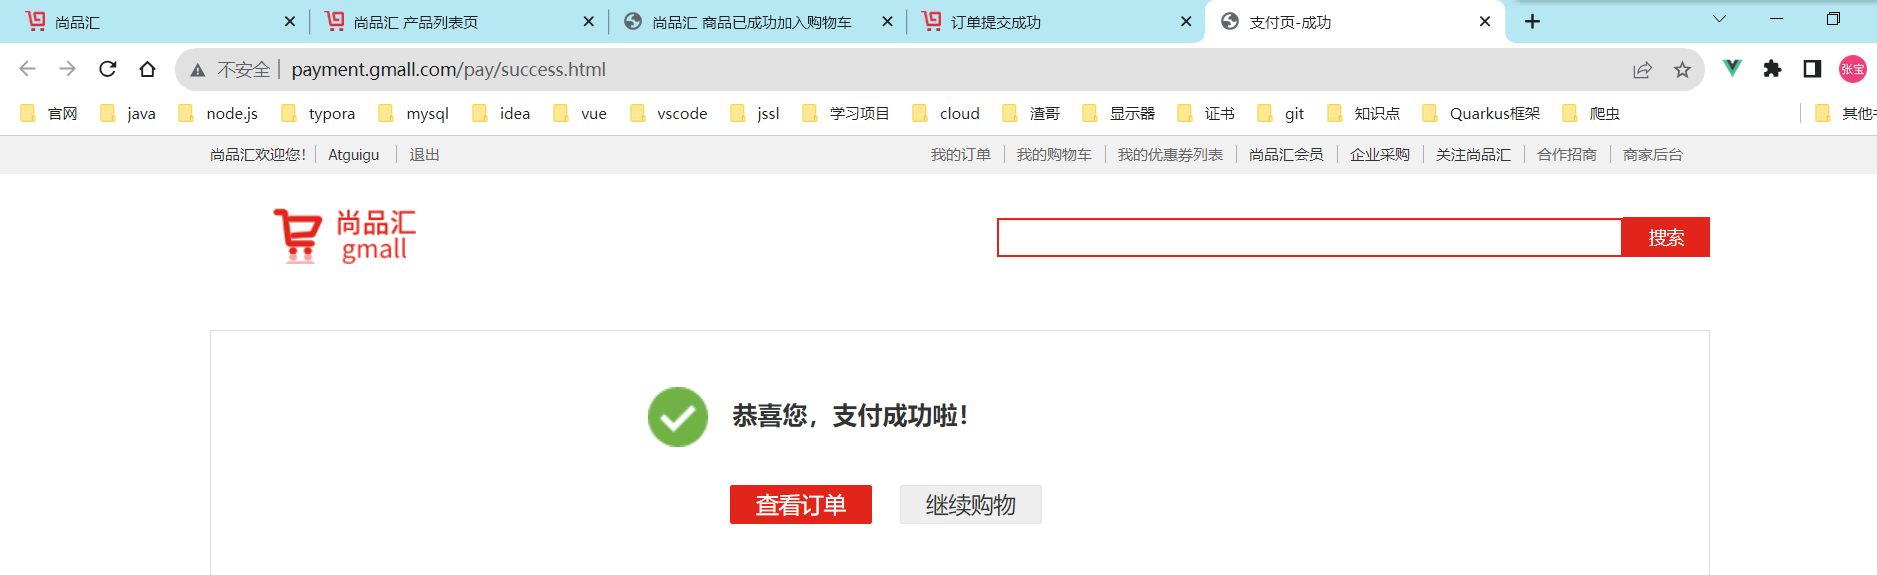 尚品汇 尚品汇 产品列表页 尚品汇 商品已成功加入购物车 订单提交成功 支付页-成功
不安全 payment.gmall.com/pay/success.html 张宝
官网 java node.js typora mysql idea vue vscode jssl 学习项目 cloud 渣哥 显示器 证书 git 知识点 Quarkus框架 爬虫 其他
尚品汇欢迎您! Atguigu 退出 我的订单 我的购物车 我的优惠券列表 尚品汇会员 企业采购 关注尚品汇 合作招商 商家后台
尚品汇
gmall
搜索
恭喜您，支付成功啦!
查看订单 继续购物